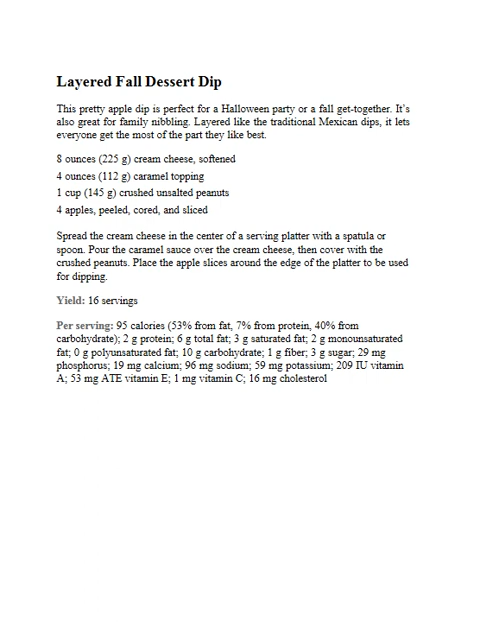 Layered Fall Dessert Dip
This pretty apple dip is perfect for a Halloween party or a fall get-together. It's
also great for family nibbling. Layered like the traditional Mexican dips, it lets
everyone get the most of the part they like best.
8 ounces (225 g) cream cheese, softened
4 ounces (112 g) caramel topping
1 cup (145 g) crushed unsalted peanuts
4 apples, peeled, cored, and sliced
Spread the cream cheese in the center of a serving platter with a spatula or
spoon. Pour the caramel sauce over the cream cheese, then cover with the
crushed peanuts. Place the apple slices around the edge of the platter to be used
for dipping.
Yield: 16 servings
Per serving: 95 calories (53% from fat, 7% from protein, 40% from
carbohydrate); 2 g protein; 6 g total fat; 3 g saturated fat; 2 g monounsaturated
fat; 0 g polyunsaturated fat; 10 g carbohydrate; 1 g fiber; 3 g sugar; 29 mg
phosphorus; 19 mg calcium; 96 mg sodium; 59 mg potassium; 209 IU vitamin
A; 53 mg ATE vitamin E; 1 mg vitamin C; 16 mg cholesterol